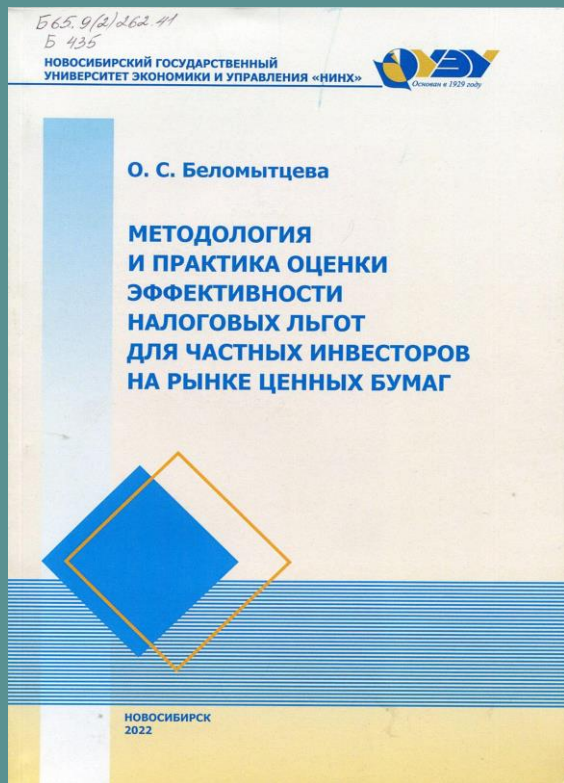 Б65.9(2)262.41
Б 435
НОВОСИБИРСКИЙ ГОСУДАРСТВЕННЫЙ
УНИВЕРСИТЕТ ЭКОНОМИКИ И УПРАВЛЕНИЯ «НИНХ»
УЭУ
Основан в 1929 году
О. С. Беломытцева
МЕТОДОЛОГИЯ
И ПРАКТИКА ОЦЕНКИ
ЭФФЕКТИВНОСТИ
НАЛОГОВЫХ ЛЬГОТ
ДЛЯ ЧАСТНЫХ ИНВЕСТОРОВ
НА РЫНКЕ ЦЕННЫХ БУМАГ
НОВОСИБИРСК
2022